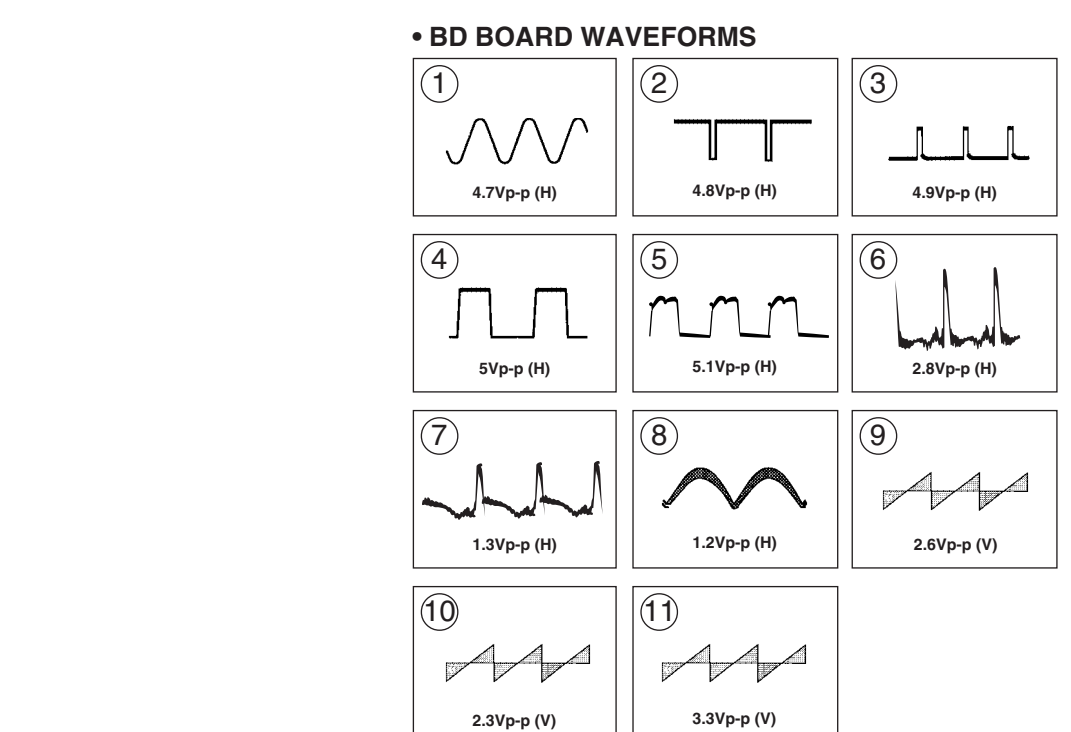 • BD BOARD WAVEFORMS
① ② ③
4.7Vp-p (H) 4.8Vp-p (H) 4.9Vp-p (H)
④ ⑤ ⑥
5Vp-p (H) 5.1Vp-p (H) 2.8Vp-p (H)
⑦ ⑧ ⑨
1.3Vp-p (H) 1.2Vp-p (H) 2.6Vp-p (V)
⑩ ⑪
2.3Vp-p (V) 3.3Vp-p (V)